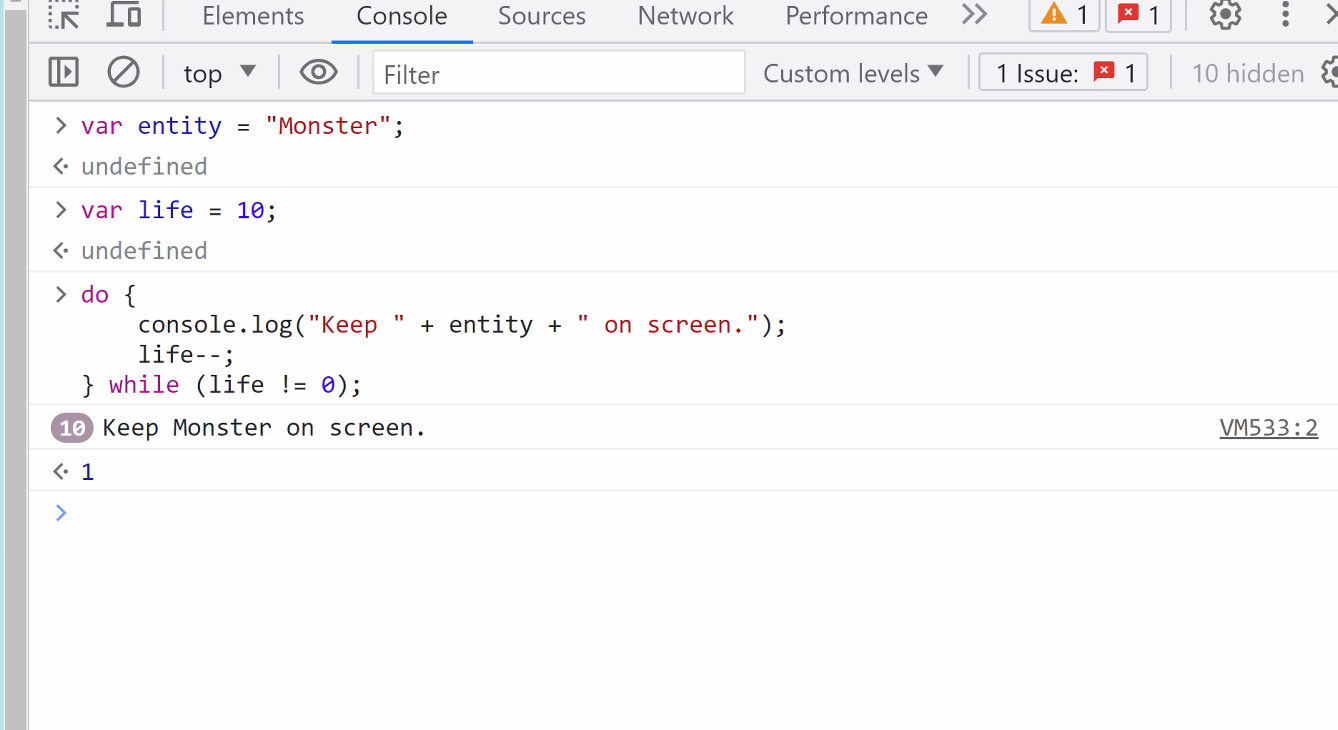 Elements Console Sources Network Performance 1 1
top Filter Custom levels 1 Issue: 1 10 hidden
var entity = "Monster";
undefined
var life = 10;
undefined
do {
    console.log("Keep " + entity + " on screen.");
    life--;
} while (life != 0);
10 Keep Monster on screen. VM533:2
1